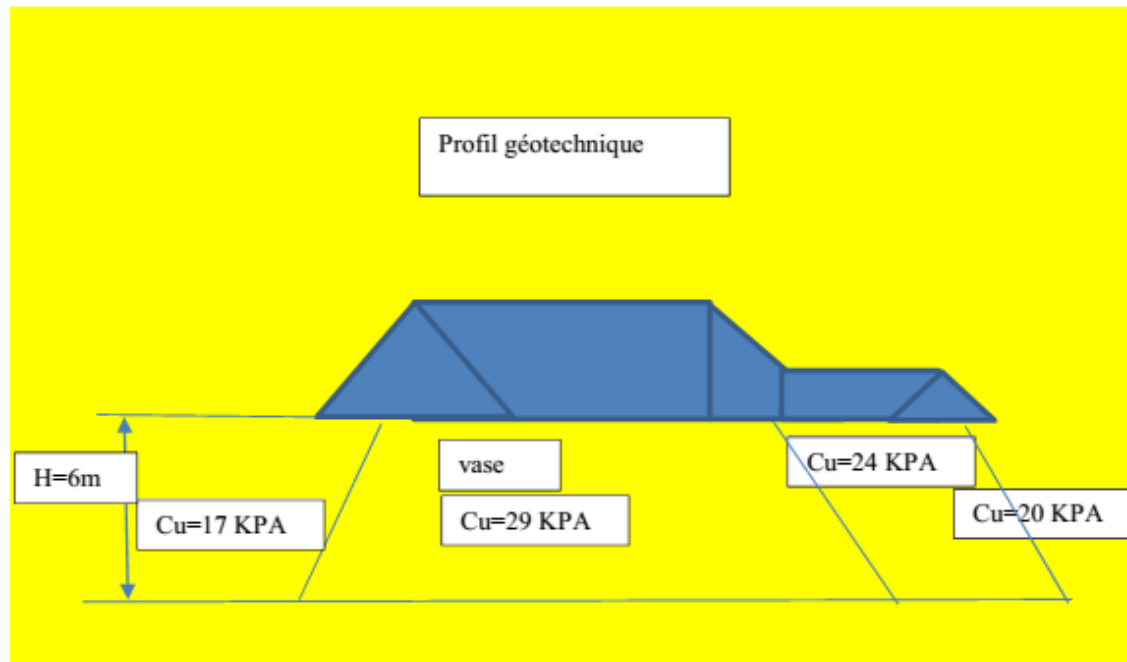 Profil géotechnique
vase
Cu=24 KPA
H=6m
Cu=17 KPA
Cu=29 KPA
Cu=20 KPA